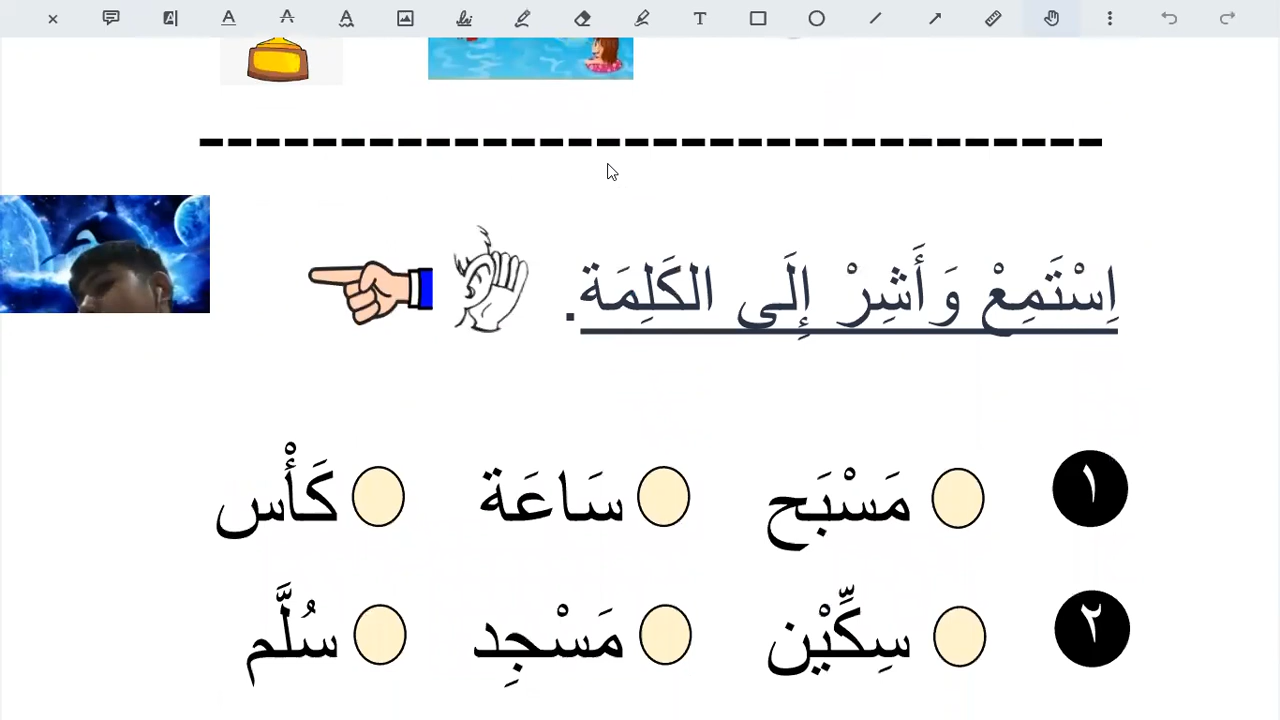 اِسْتَمِعْ وَأَشِرْ إِلَى الكَلِمَة.
١ مَسْبَح سَاعَة كَأْس
٢ سِكِّيْن مَسْجِد سُلَّم